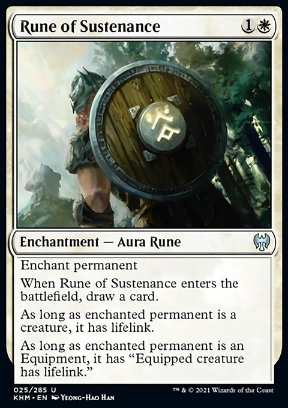 Rune of Sustenance 1
Enchantment — Aura Rune
Enchant permanent
When Rune of Sustenance enters the
battlefield, draw a card.
As long as enchanted permanent is a
creature, it has lifelink.
As long as enchanted permanent is an
Equipment, it has “Equipped creature
has lifelink.”
025/285 U
KHM • EN Yeong-Hao Han
™ & © 2021 Wizards of the Coast